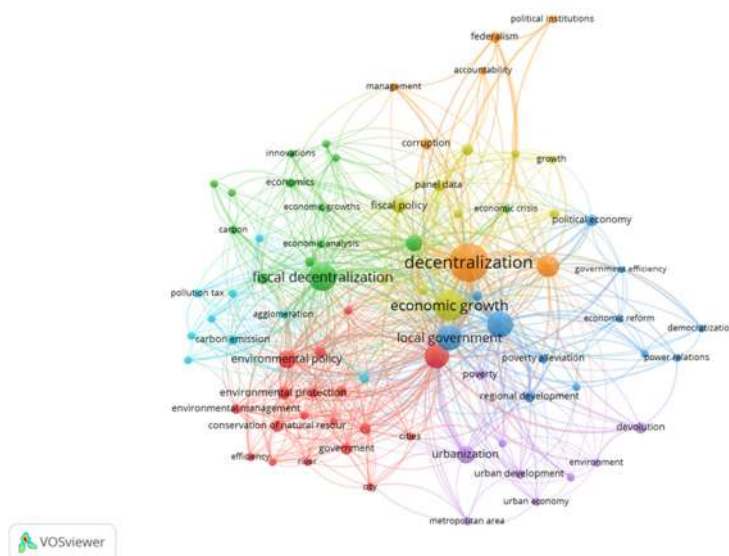 political institutions
federalism
accountability
management
corruption
innovations
growth
economics
panel data
fiscal policy
economic growths
economic crisis
political economy
carbon
economic analysis
decentralization
fiscal decentralization
government efficiency
pollution tax
economic growth
agglomeration
economic reform
democratization
carbon emission
local government
environmental policy
poverty alleviation
power relations
poverty
environmental protection
regional development
environmental management
conservation of natural resour
devolution
cities
government
urbanization
efficiency
river
environment
urban development
city
urban economy
metropolitan area
VOSviewer